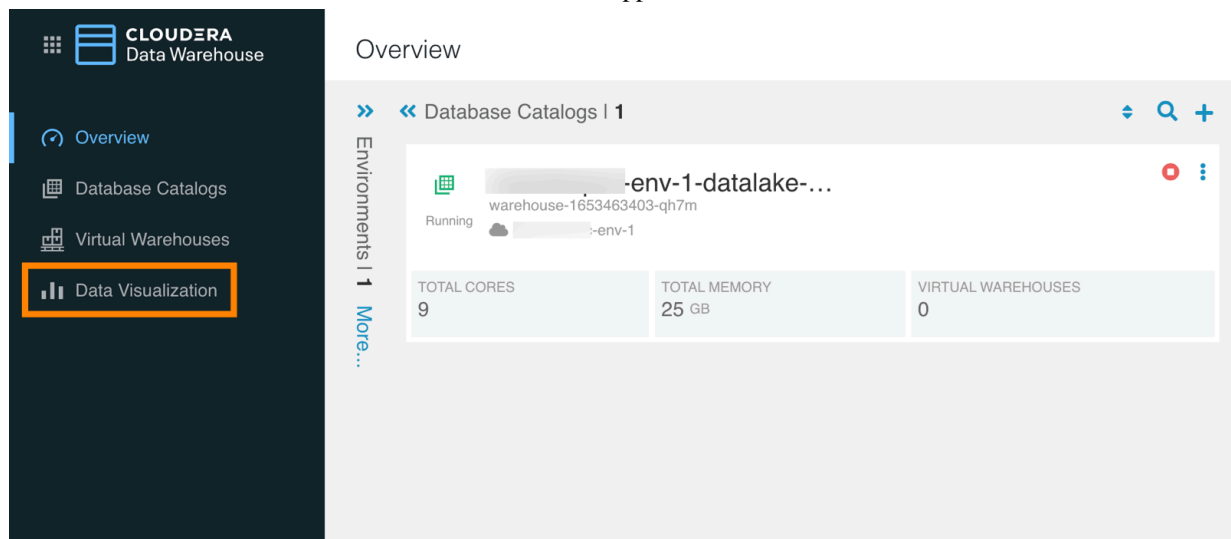 CLOUDERA
Data Warehouse
Overview
Database Catalogs
Virtual Warehouses
Data Visualization
Overview
Environments | 1 More...
Database Catalogs | 1
-env-1-datalake-...
warehouse-1653463403-qh7m
Running
-env-1
TOTAL CORES
9
TOTAL MEMORY
25 GB
VIRTUAL WAREHOUSES
0